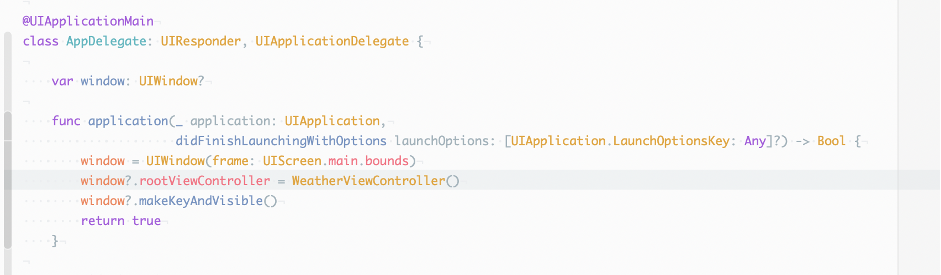 @UIApplicationMain
class AppDelegate: UIResponder, UIApplicationDelegate {
var window: UIWindow?
func application(_ application: UIApplication,
didFinishLaunchingWithOptions launchOptions: [UIApplication.LaunchOptionsKey: Any]?) -> Bool {
window = UIWindow(frame: UIScreen.main.bounds)
window?.rootViewController = WeatherViewController()
window?.makeKeyAndVisible()
return true
}